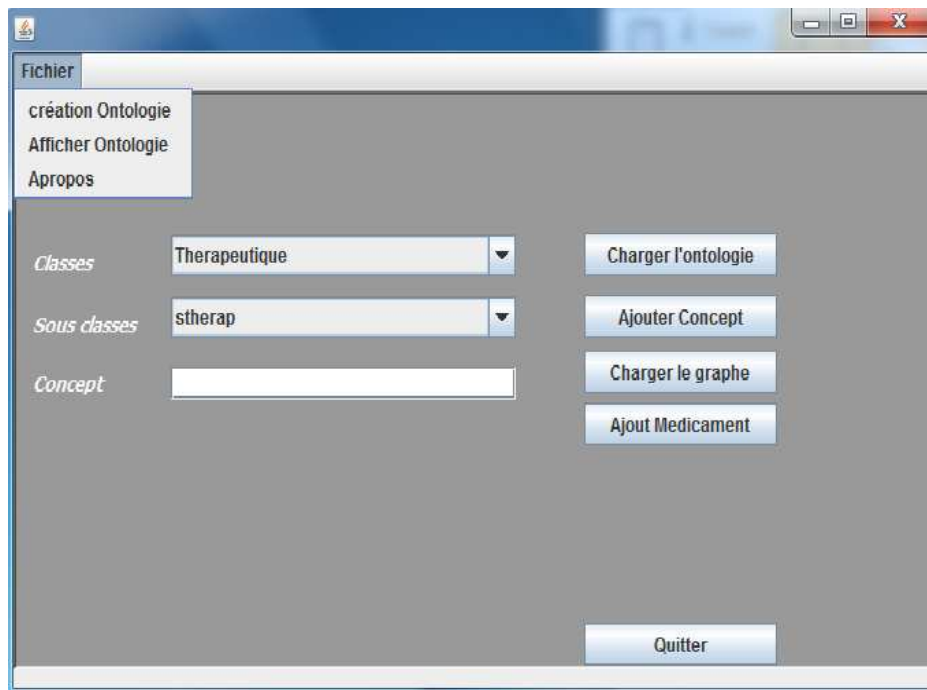 Fichier
création Ontologie
Afficher Ontologie
Apropos
Classes
Therapeutique
Charger l'ontologie
Sous classes
stherap
Ajouter Concept
Concept
Charger le graphe
Ajout Medicament
Quitter